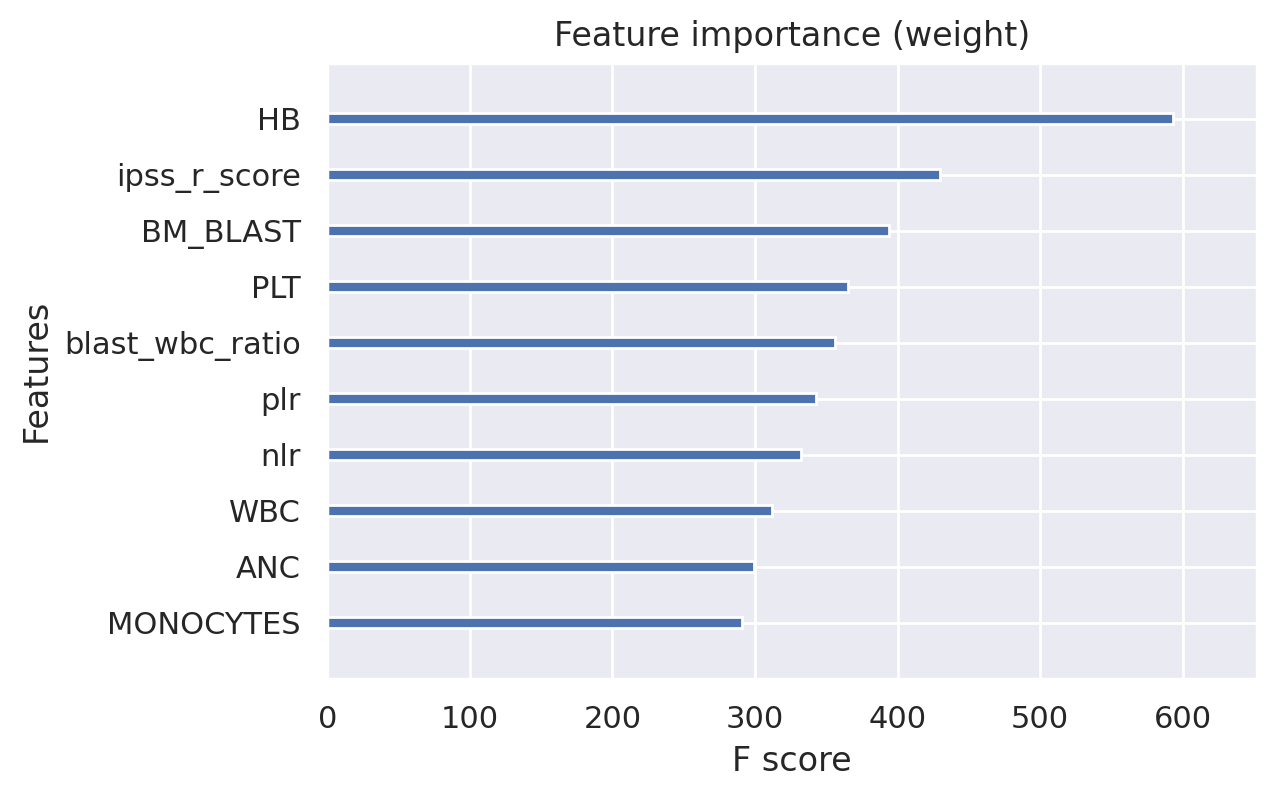 Feature importance (weight)
HB
ipss_r_score
BM_BLAST
PLT
blast_wbc_ratio
plr
nlr
WBC
ANC
MONOCYTES
Features
0 100 200 300 400 500 600
F score